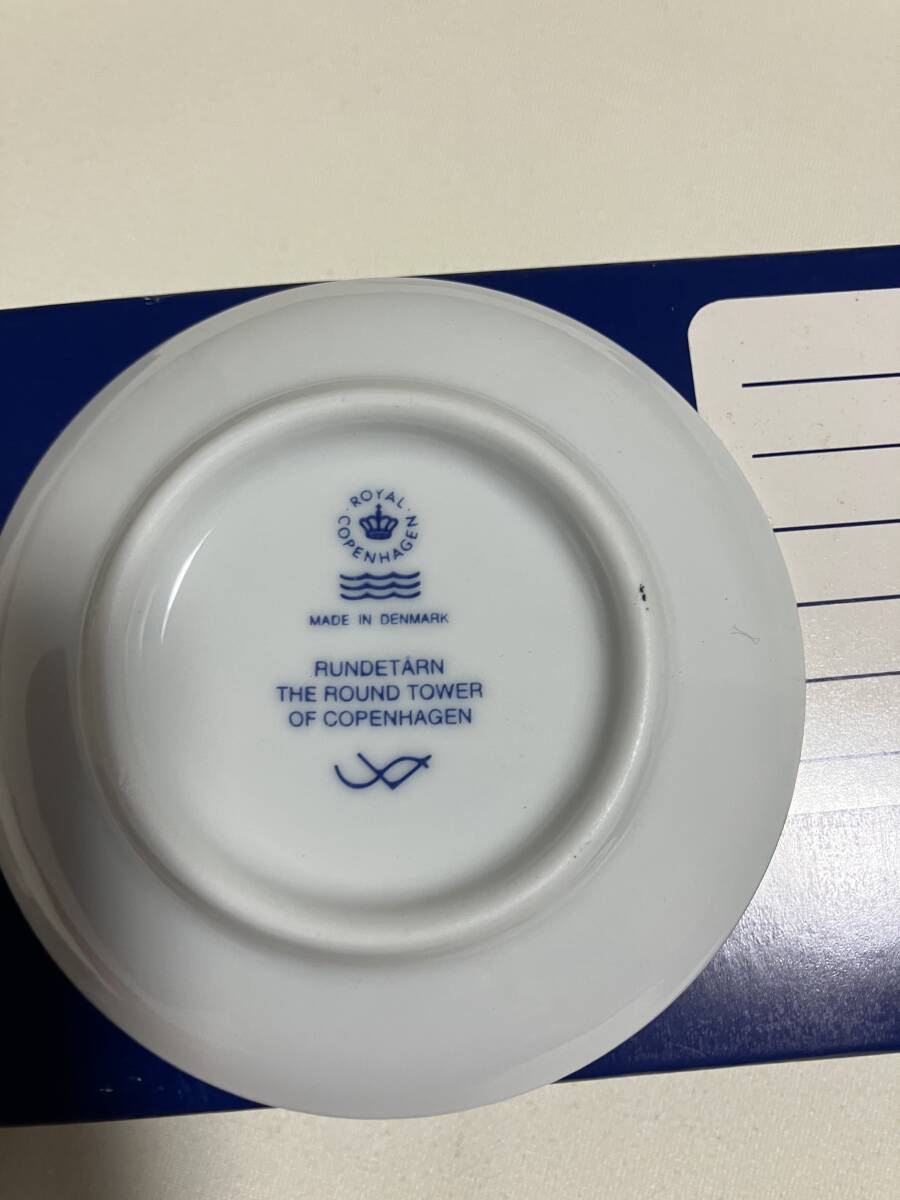 ROYAL
COPENHAGEN
MADE IN DENMARK
RUNDETÅRN
THE ROUND TOWER
OF COPENHAGEN